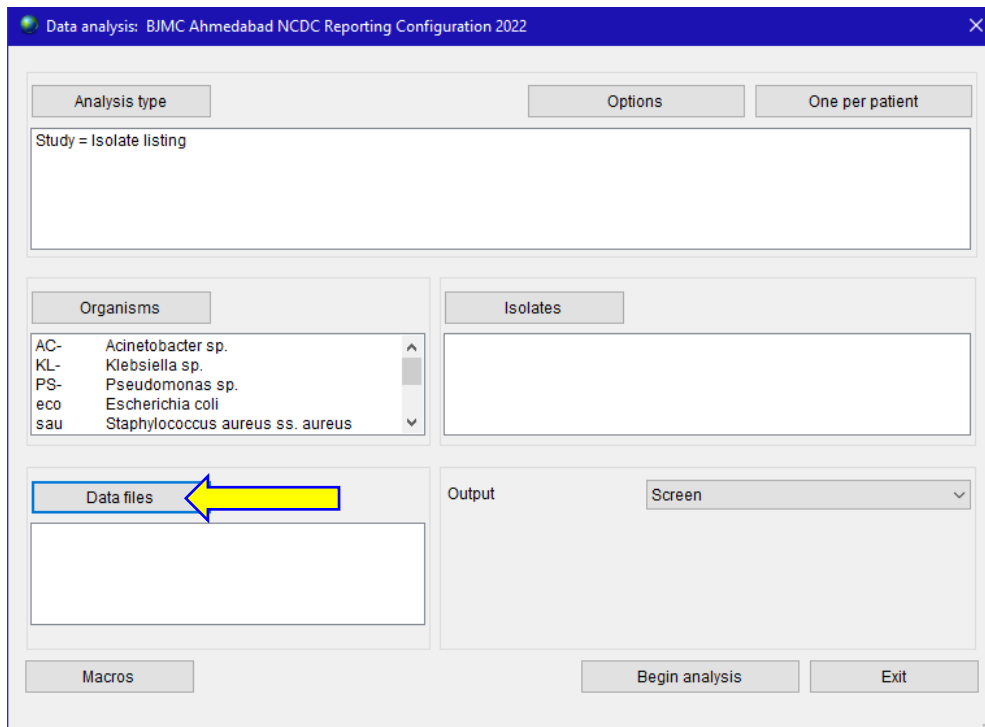 Data analysis: BJMC Ahmedabad NCDC Reporting Configuration 2022
Analysis type
Options
One per patient
Study = Isolate listing
Organisms
Isolates
AC- Acinetobacter sp.
KL- Klebsiella sp.
PS- Pseudomonas sp.
eco Escherichia coli
sau Staphylococcus aureus ss. aureus
Data files
Output
Screen
Macros
Begin analysis
Exit